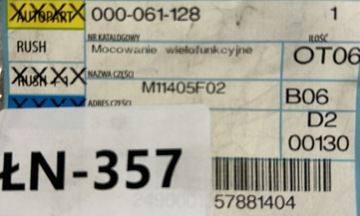 AUTOPART 000-061-128 1
NR KATALOGOWY ILOŚĆ
RUSH Mocowanie wielofunkcyjne OT06
RUSH + 1 NAZWA CZĘŚCI
M11405F02 B06
ADRES CZĘŚCI
D2
00130
ŁN-357
57881404